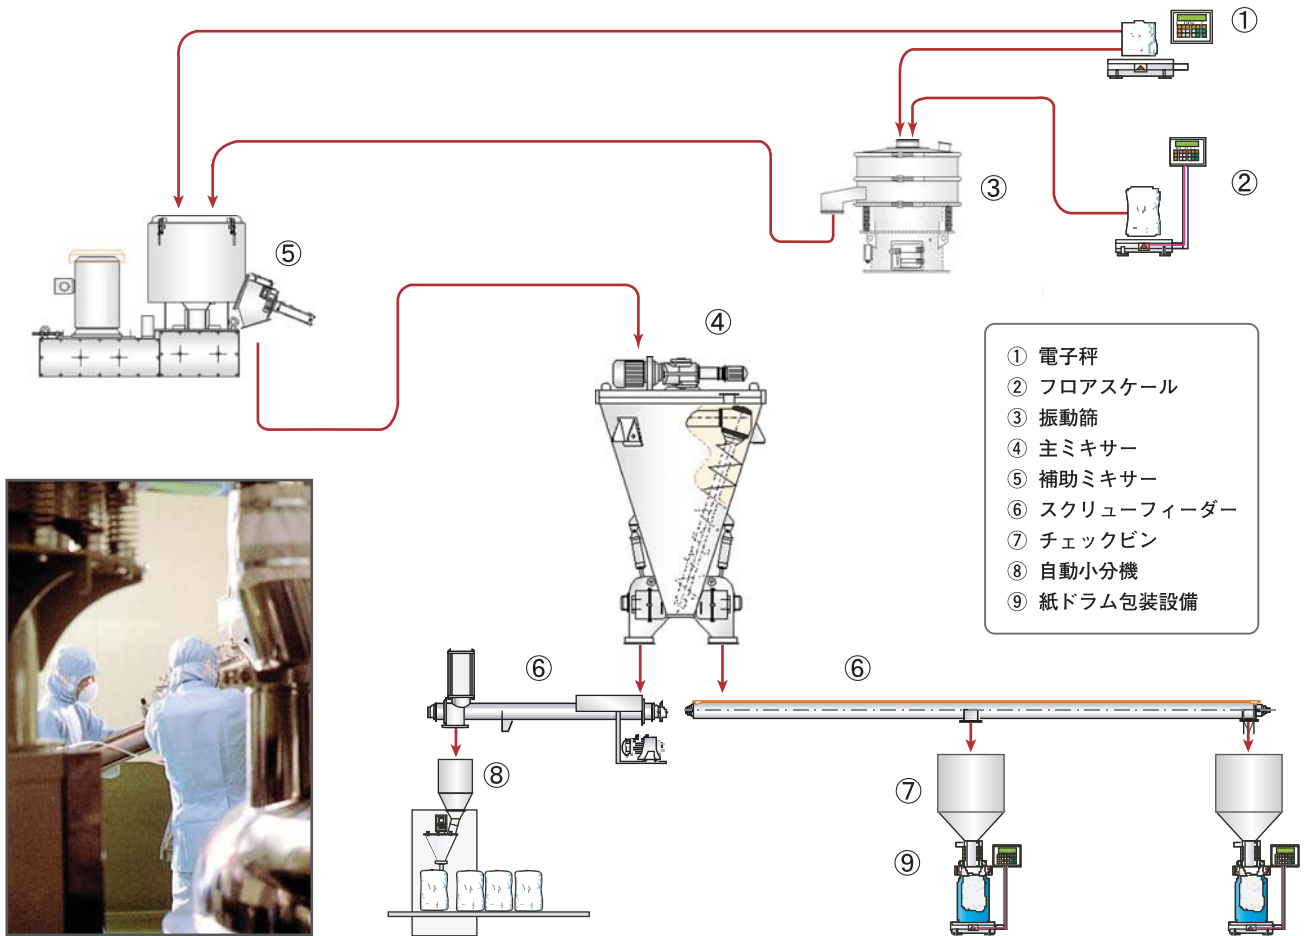 ①
②
③
⑤
④
① 電子秤
② フロアスケール
③ 振動篩
④ 主ミキサー
⑤ 補助ミキサー
⑥ スクリューフィーダー
⑦ チェックビン
⑧ 自動小分機
⑨ 紙ドラム包装設備
⑥
⑥
⑧
⑦
⑨